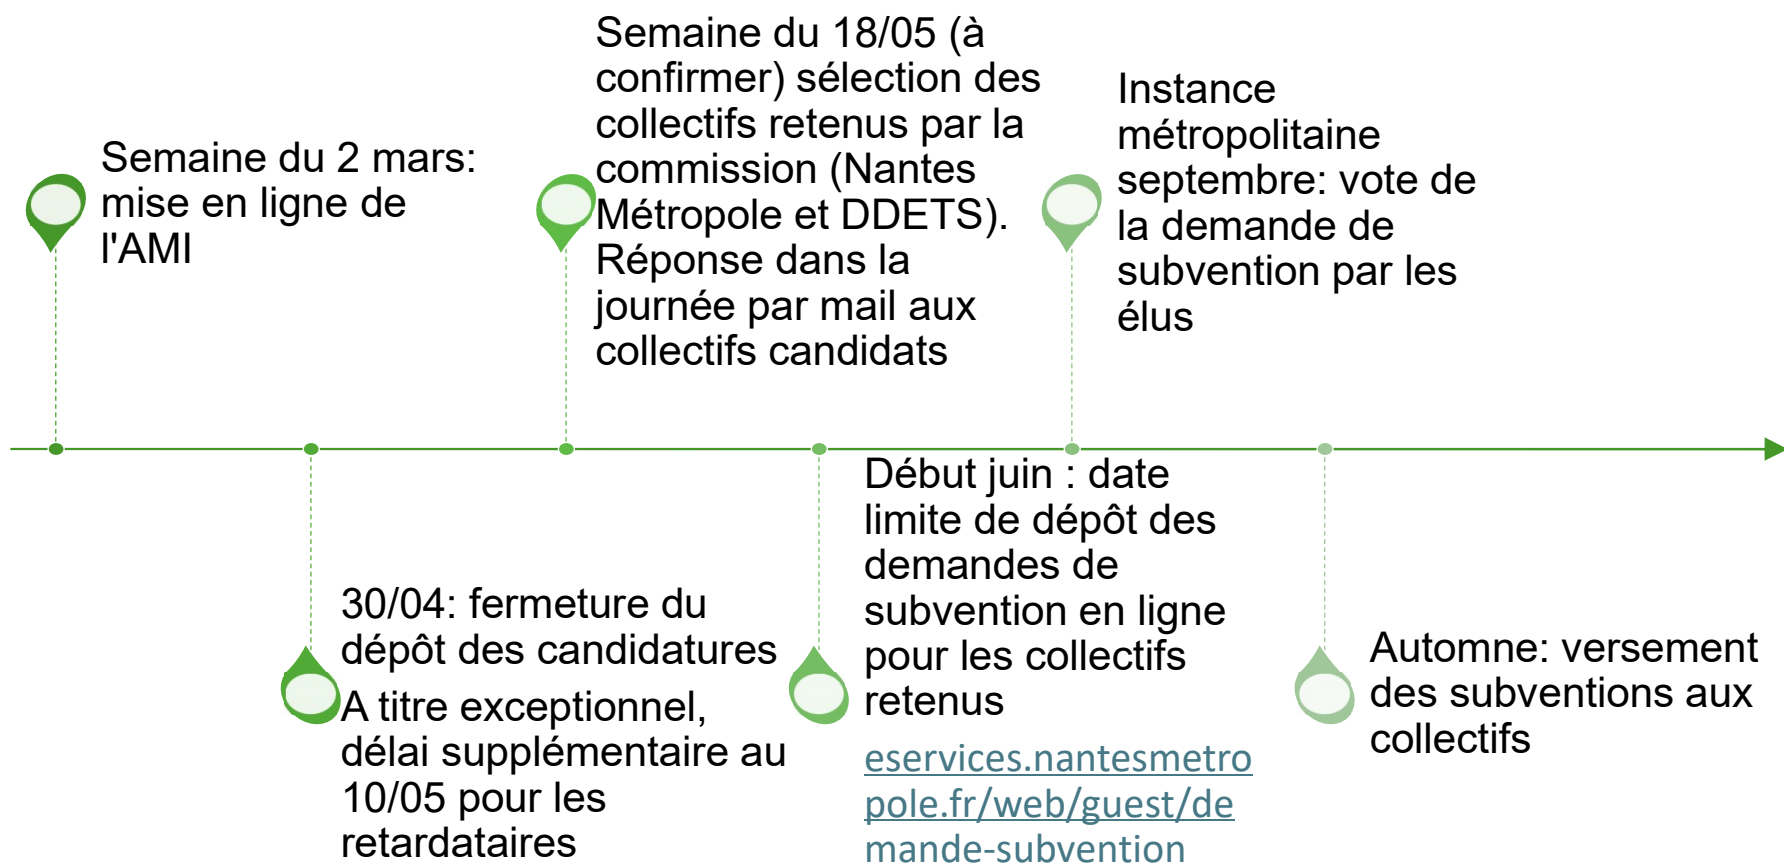 Semaine du 2 mars:
mise en ligne de
l'AMI
30/04: fermeture du
dépôt des candidatures
A titre exceptionnel,
délai supplémentaire au
10/05 pour les
retardataires
Semaine du 18/05 (à
confirmer) sélection des
collectifs retenus par la
commission (Nantes
Métropole et DDETS).
Réponse dans la
journée par mail aux
collectifs candidats
Début juin : date
limite de dépôt des
demandes de
subvention en ligne
pour les collectifs
retenus
eservices.nantesmetro
pole.fr/web/guest/de
mande-subvention
Instance
métropolitaine
septembre: vote de
la demande de
subvention par les
élus
Automne: versement
des subventions aux
collectifs